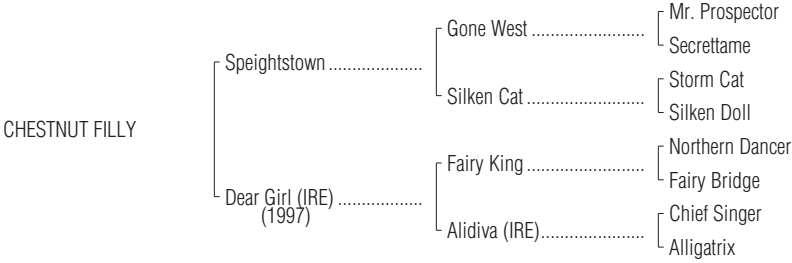 Mr. Prospector
Gone West ........................
Secrettame
Speightstown ....................
Storm Cat
Silken Cat .........................
Silken Doll
CHESTNUT FILLY
Northern Dancer
Fairy King .........................
Fairy Bridge
Dear Girl (IRE) ..................
(1997)
Chief Singer
Alidiva (IRE)......................
Alligatrix